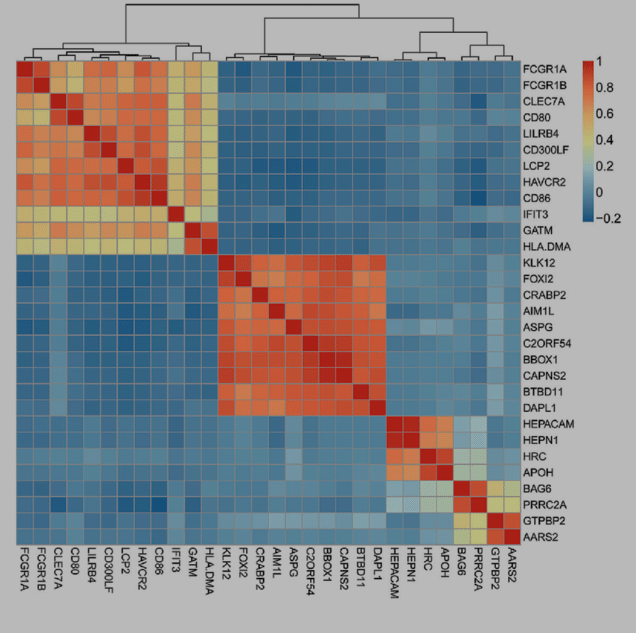 FCGR1A
FCGR1B
CLEC7A
CD80
LILRB4
CD300LF
LCP2
HAVCR2
CD86
IFIT3
GATM
HLA.DMA
KLK12
FOXI2
CRABP2
AIM1L
ASPG
C2ORF54
BBOX1
CAPNS2
BTBD11
DAPL1
HEPACAM
HEPN1
HRC
APOH
BAG6
PRRC2A
GTPBP2
AARS2
1
0.8
0.6
0.4
0.2
0
−0.2
FCGR1A
FCGR1B
CLEC7A
CD80
LILRB4
CD300LF
LCP2
HAVCR2
CD86
IFIT3
GATM
HLA.DMA
KLK12
FOXI2
CRABP2
AIM1L
ASPG
C2ORF54
BBOX1
CAPNS2
BTBD11
DAPL1
HEPACAM
HEPN1
HRC
APOH
BAG6
PRRC2A
GTPBP2
AARS2